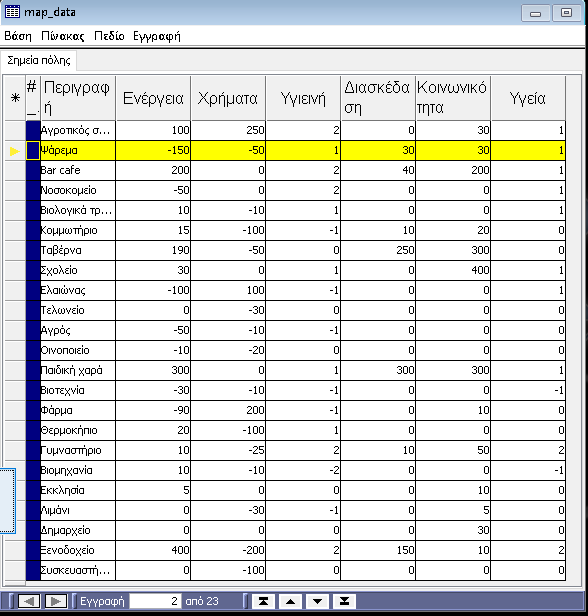 map_data
Βάση Πίνακας Πεδίο Εγγραφή
Σημεία πόλης
* # _ Περιγραφή Ενέργεια Χρήματα Υγιεινή Διασκέδαση Κοινωνικότητα Υγεία
Αγροτικός σ... 100 250 2 0 30 1
Ψάρεμα -150 -50 1 30 30 1
Bar cafe 200 0 2 40 200 1
Νοσοκομείο -50 0 2 0 0 1
Βιολογικά τρ... 10 -10 1 0 0 1
Κομμωτήριο 15 -100 -1 10 20 0
Ταβέρνα 190 -50 0 250 300 0
Σχολείο 30 0 1 0 400 1
Ελαιώνας -100 100 -1 0 0 1
Τελωνείο 0 -30 0 0 0 0
Αγρός -50 -10 -1 0 0 0
Οινοποιείο -10 -20 0 0 0 0
Παιδική χαρά 300 0 1 300 300 1
Βιοτεχνία -30 -10 -1 0 0 -1
Φάρμα -90 200 -1 0 10 0
Θερμοκήπιο 20 -100 1 0 0 0
Γυμναστήριο 10 -25 2 10 50 2
Βιομηχανία 10 -10 -2 0 0 -1
Εκκλησία 5 0 0 0 10 0
Λιμάνι 0 -30 -1 0 5 0
Δημαρχείο 0 0 0 0 30 0
Ξενοδοχείο 400 -200 2 150 10 2
Συσκευαστή... 0 -100 0 0 0 0
Εγγραφή 2 από 23